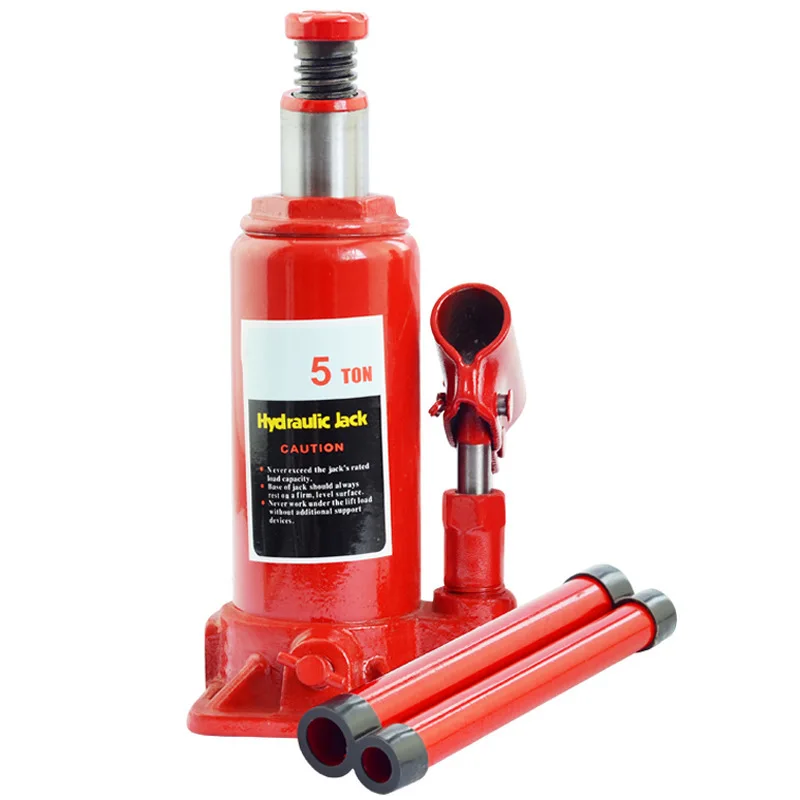 5 TON
Hydraulic Jack
CAUTION
• Never exceed the jack's rated
load capacity.
• Base of jack should always
rest on a firm, level surface.
• Never work under the lift load
without additional support
devices.